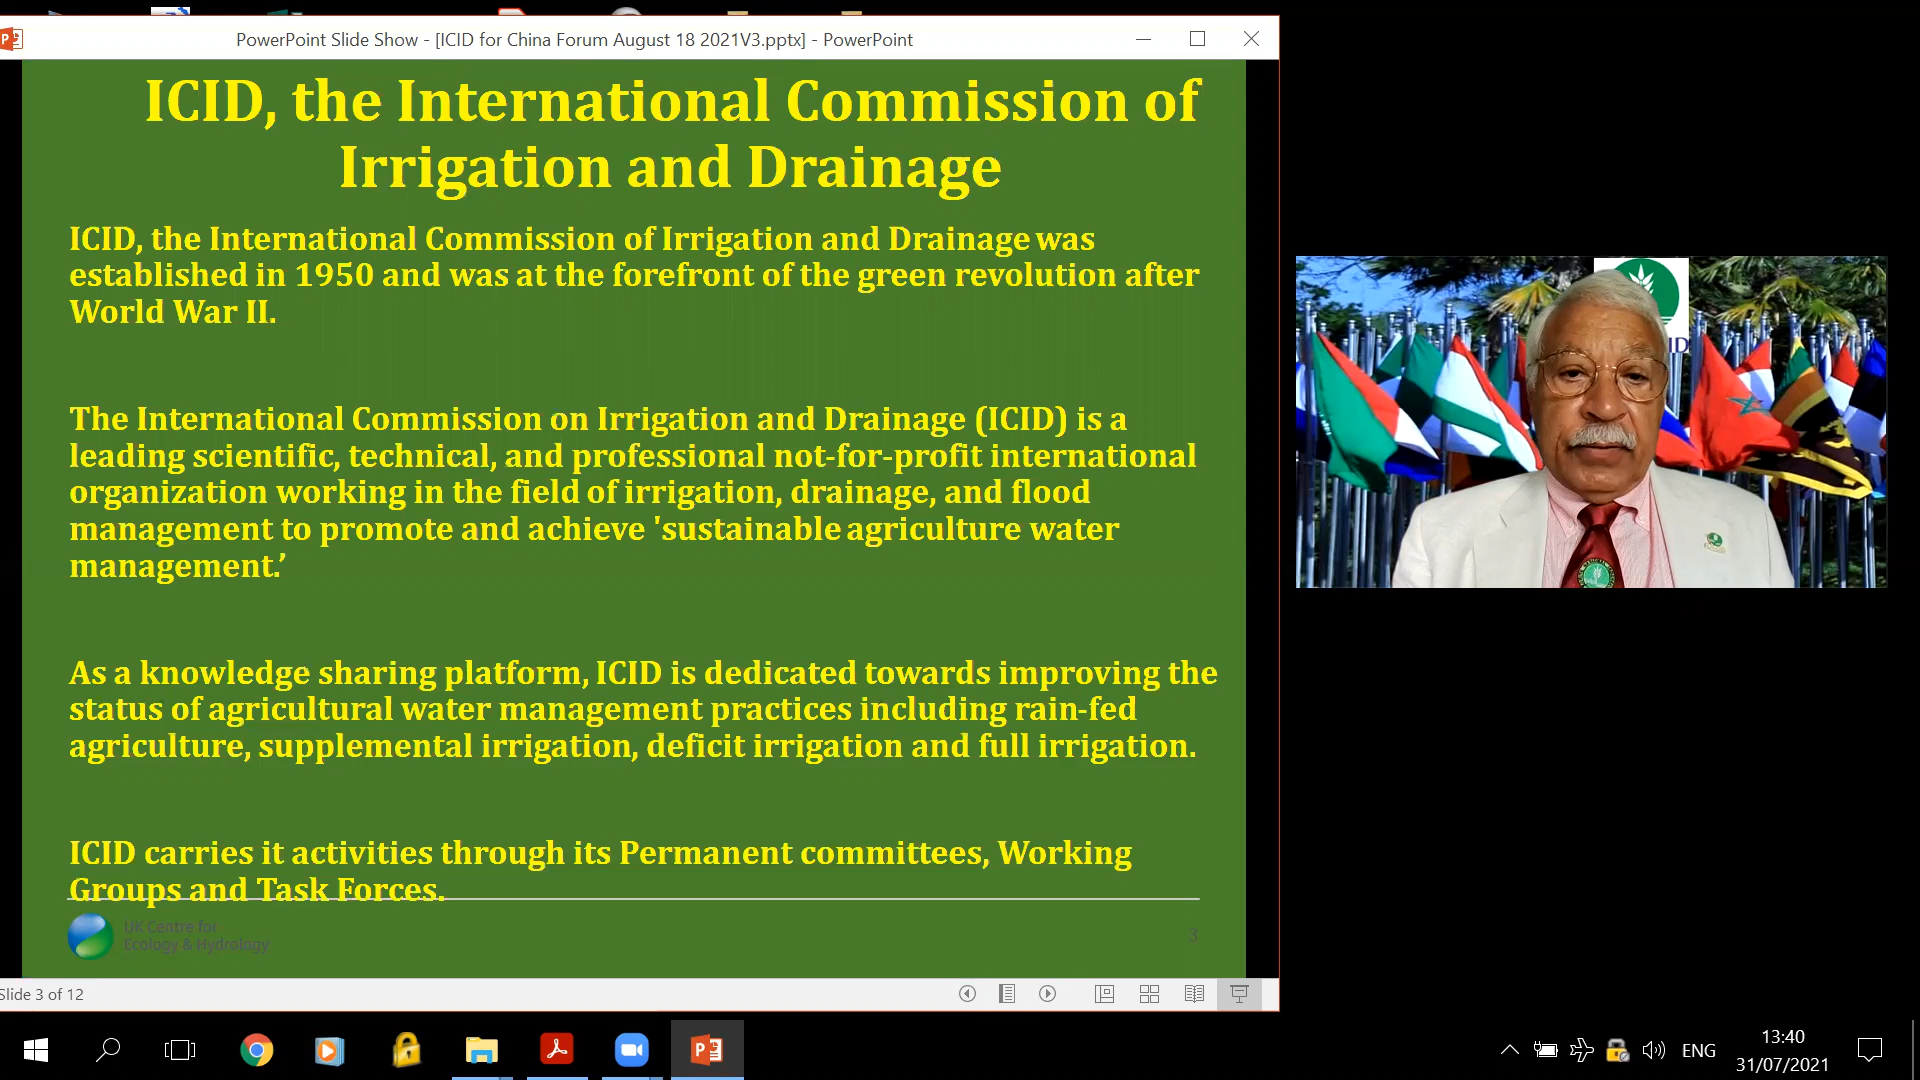 PowerPoint Slide Show - [ICID for China Forum August 18 2021V3.pptx] - PowerPoint
ICID, the International Commission of
Irrigation and Drainage
ICID, the International Commission of Irrigation and Drainage was
established in 1950 and was at the forefront of the green revolution after
World War II.
The International Commission on Irrigation and Drainage (ICID) is a
leading scientific, technical, and professional not-for-profit international
organization working in the field of irrigation, drainage, and flood
management to promote and achieve 'sustainable agriculture water
management.’
As a knowledge sharing platform, ICID is dedicated towards improving the
status of agricultural water management practices including rain-fed
agriculture, supplemental irrigation, deficit irrigation and full irrigation.
ICID carries it activities through its Permanent committees, Working
Groups and Task Forces.
UK Centre for
Ecology & Hydrology
3
Slide 3 of 12
ENG
13:40
31/07/2021